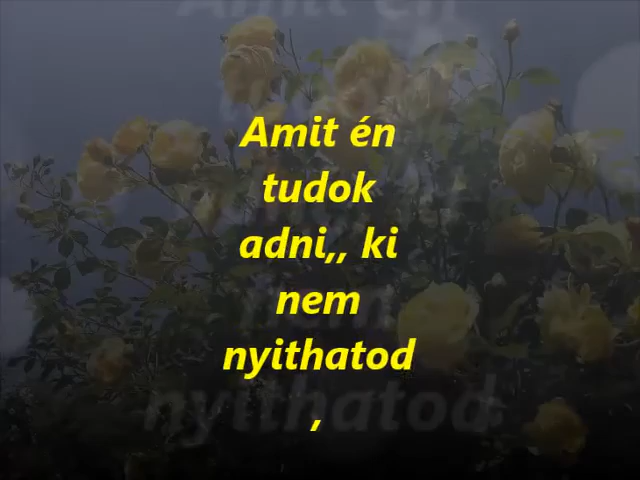 Amit én
tudok
adni,, ki
nem
nyithatod
,